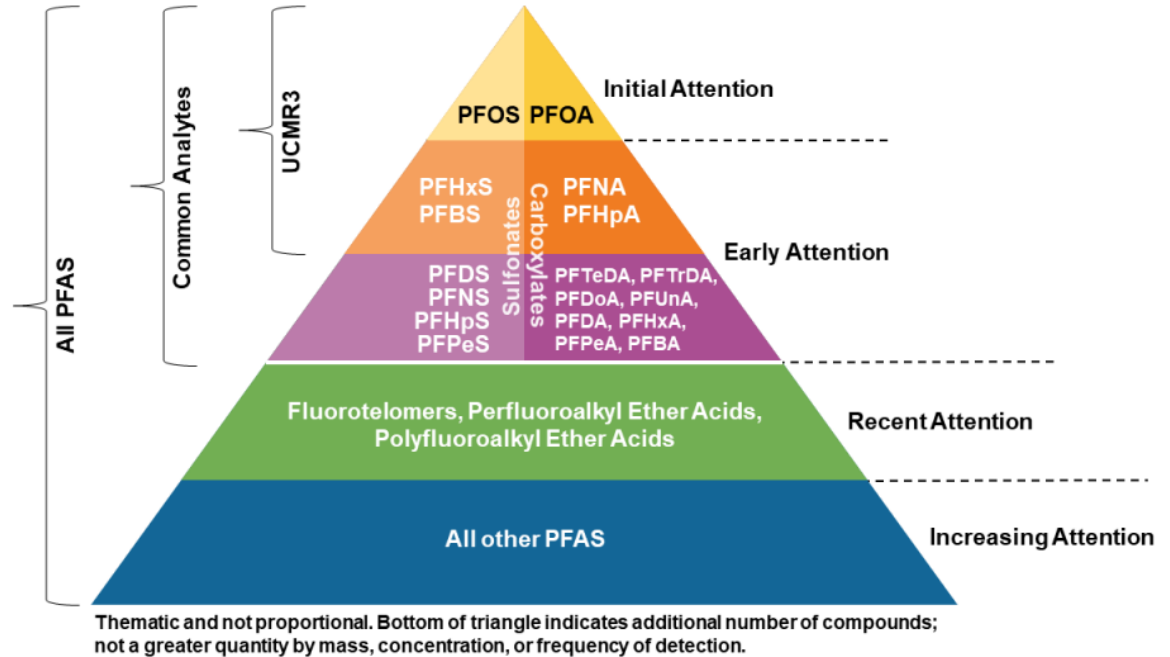 All PFAS
Common Analytes
UCMR3
PFOS PFOA
Initial Attention
PFHxS
PFBS
PFNA
PFHpA
Sulfonates
Carboxylates
Early Attention
PFDS
PFNS
PFHpS
PFPeS
PFTeDA, PFTrDA,
PFDoA, PFUnA,
PFDA, PFHxA,
PFPeA, PFBA
Fluorotelomers, Perfluoroalkyl Ether Acids,
Polyfluoroalkyl Ether Acids
Recent Attention
All other PFAS
Increasing Attention
Thematic and not proportional. Bottom of triangle indicates additional number of compounds;
not a greater quantity by mass, concentration, or frequency of detection.